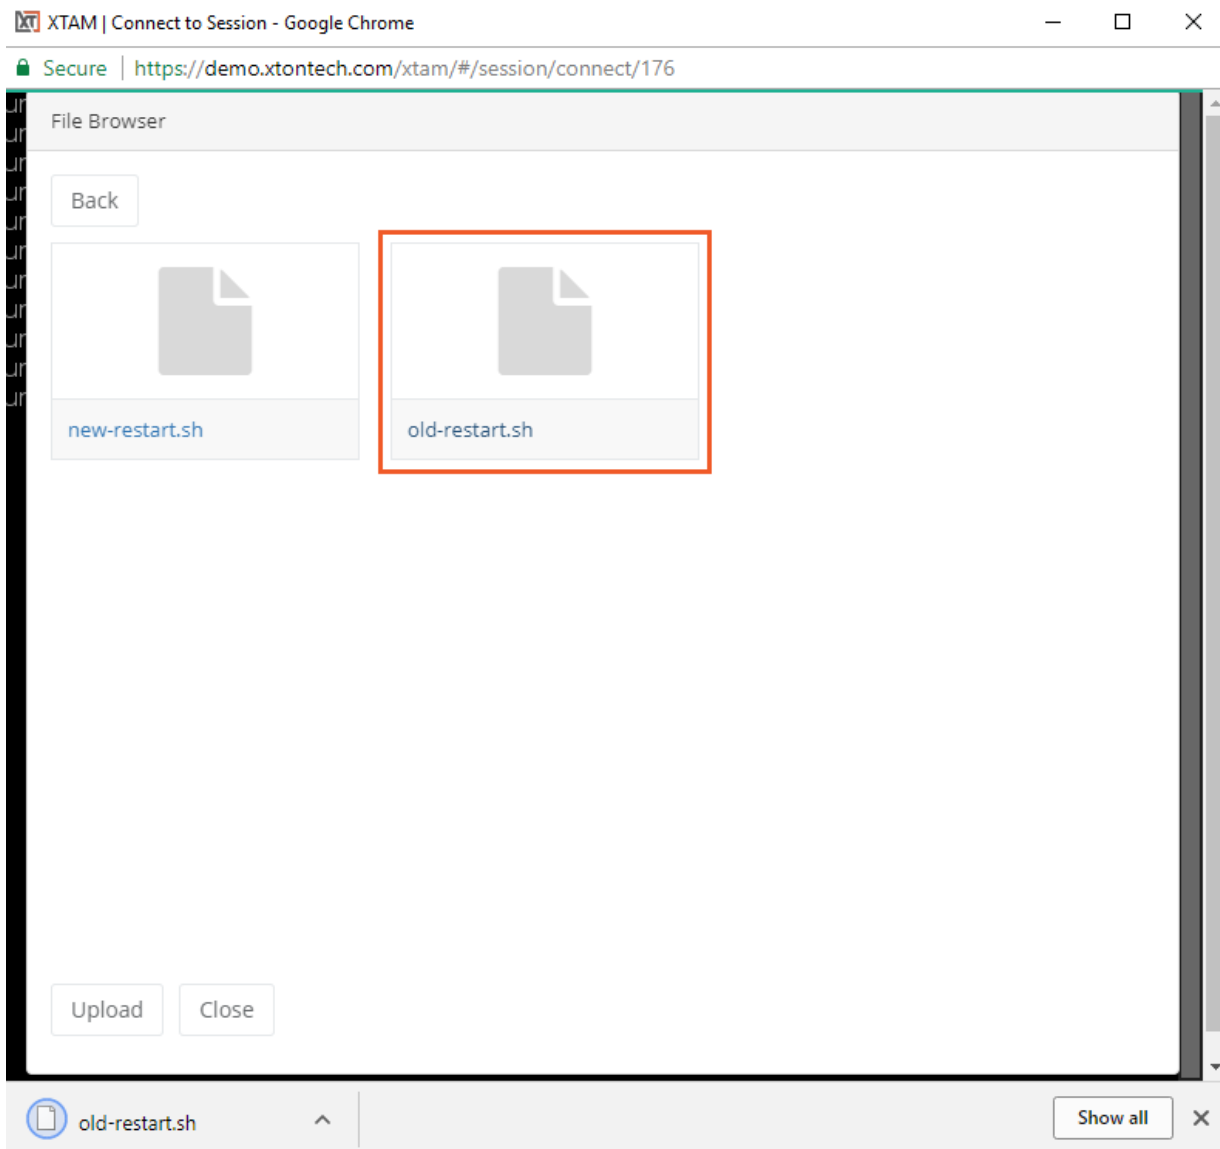 XTAM | Connect to Session - Google Chrome
Secure | https://demo.xtontech.com/xtam/#/session/connect/176
File Browser
Back
new-restart.sh
old-restart.sh
Upload
Close
old-restart.sh
Show all